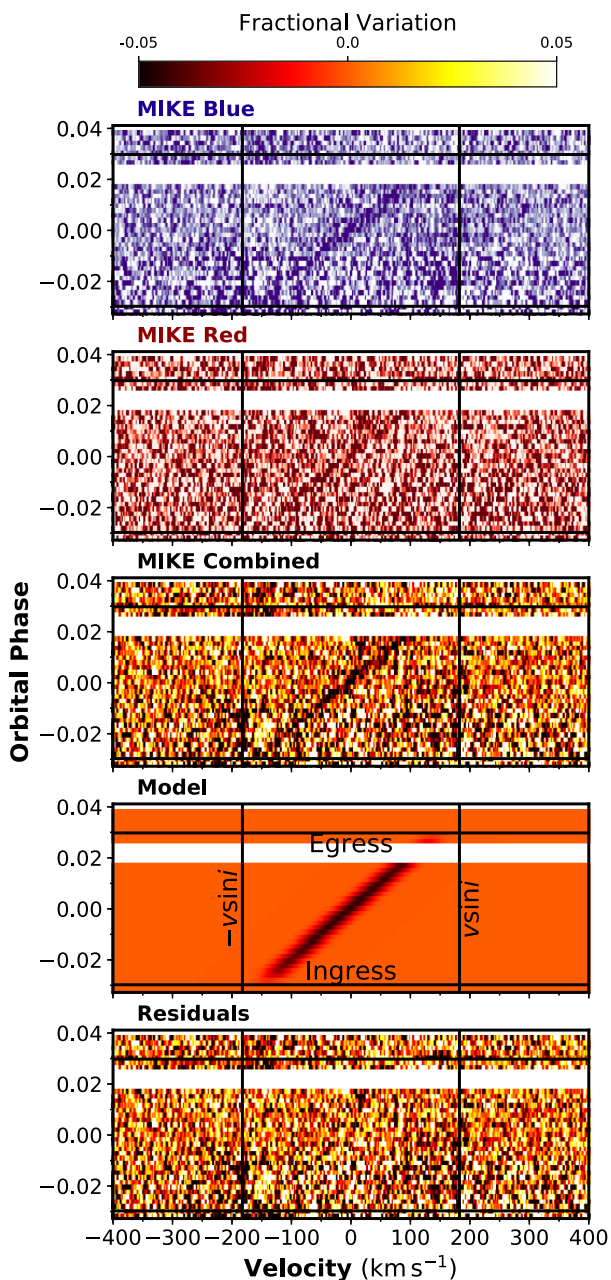 Fractional Variation
-0.05 0.0 0.05
MIKE Blue
0.04
0.02
0.00
−0.02
MIKE Red
0.04
0.02
0.00
−0.02
MIKE Combined
0.04
0.02
0.00
−0.02
Orbital Phase
Model
0.04
0.02
0.00
−0.02
Egress
−vsini
vsini
Ingress
Residuals
0.04
0.02
0.00
−0.02
−400 −300 −200 −100 0 100 200 300 400
Velocity (km s⁻¹)